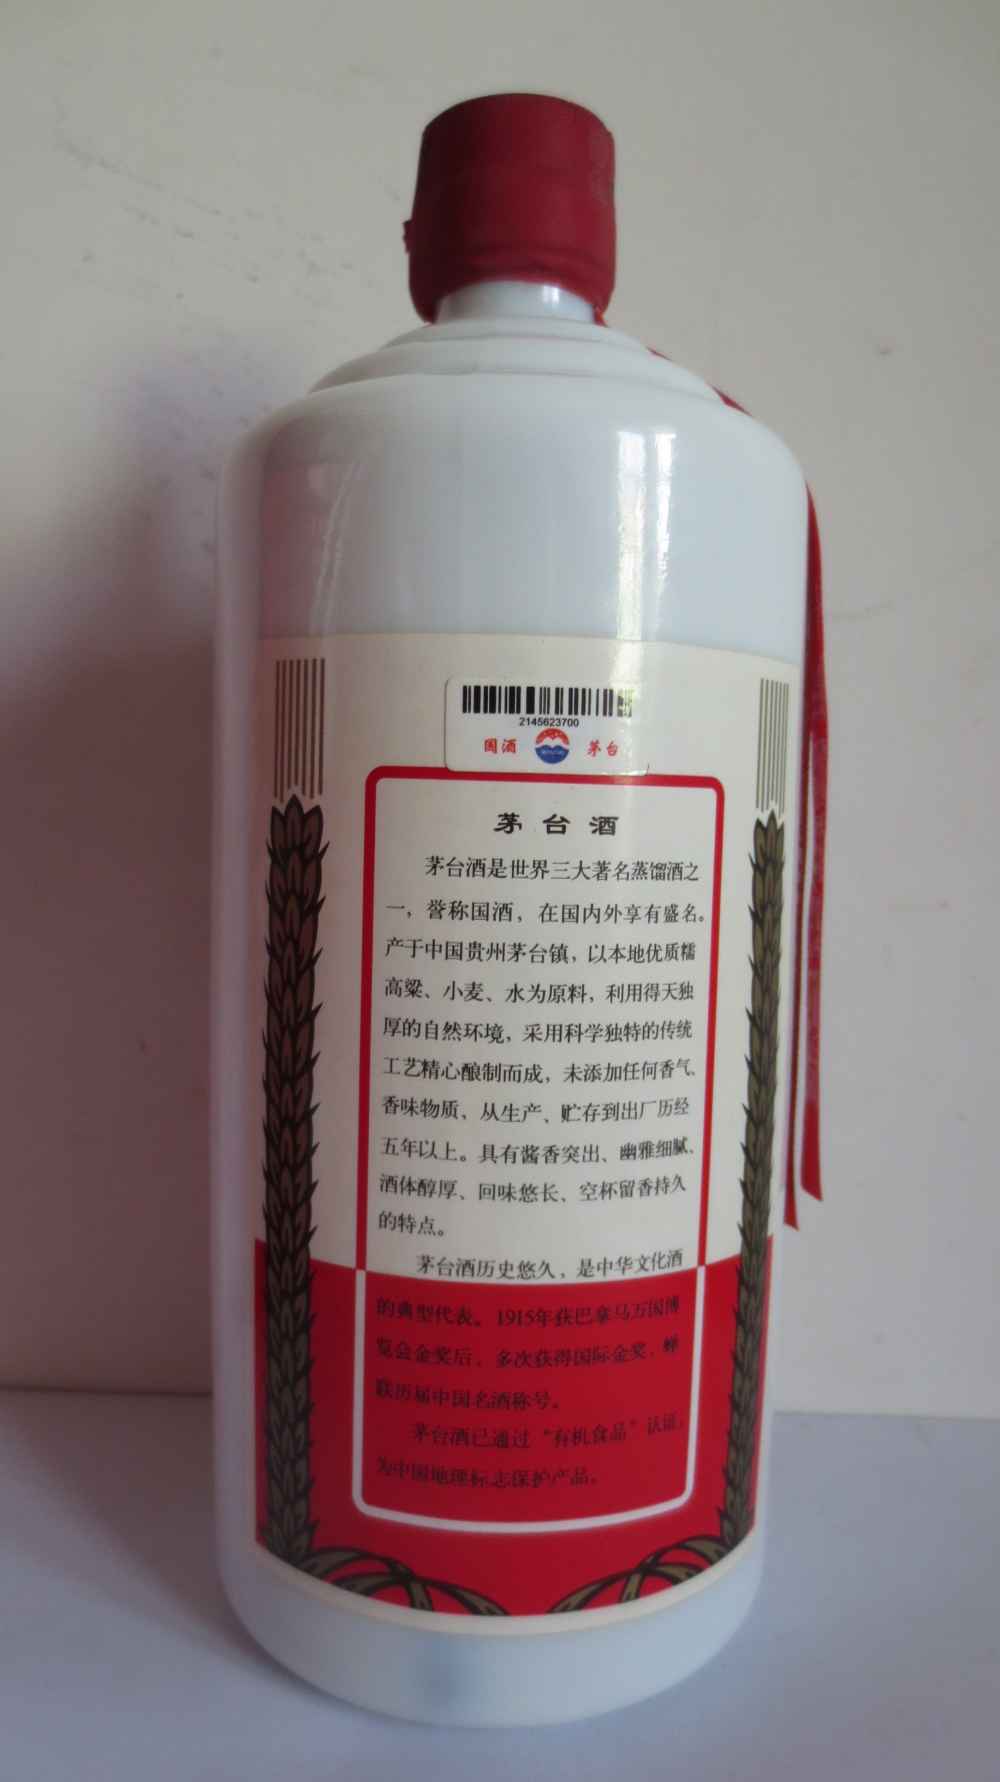 2145623700
国酒 茅台
茅台酒
茅台酒是世界三大著名蒸馏酒之
一，誉称国酒，在国内外享有盛名。
产于中国贵州茅台镇，以本地优质糯
高粱、小麦、水为原料，利用得天独
厚的自然环境，采用科学独特的传统
工艺精心酿制而成，未添加任何香气、
香味物质、从生产、贮存到出厂历经
五年以上。具有酱香突出、幽雅细腻、
酒体醇厚、回味悠长、空杯留香持久
的特点。
茅台酒历史悠久，是中华文化酒
的典型代表。1915年获巴拿马万国博
览会金奖后，多次获得国际金奖，蝉
联历届中国名酒称号。
茅台酒已通过“有机食品”认证，
为中国地理标志保护产品。